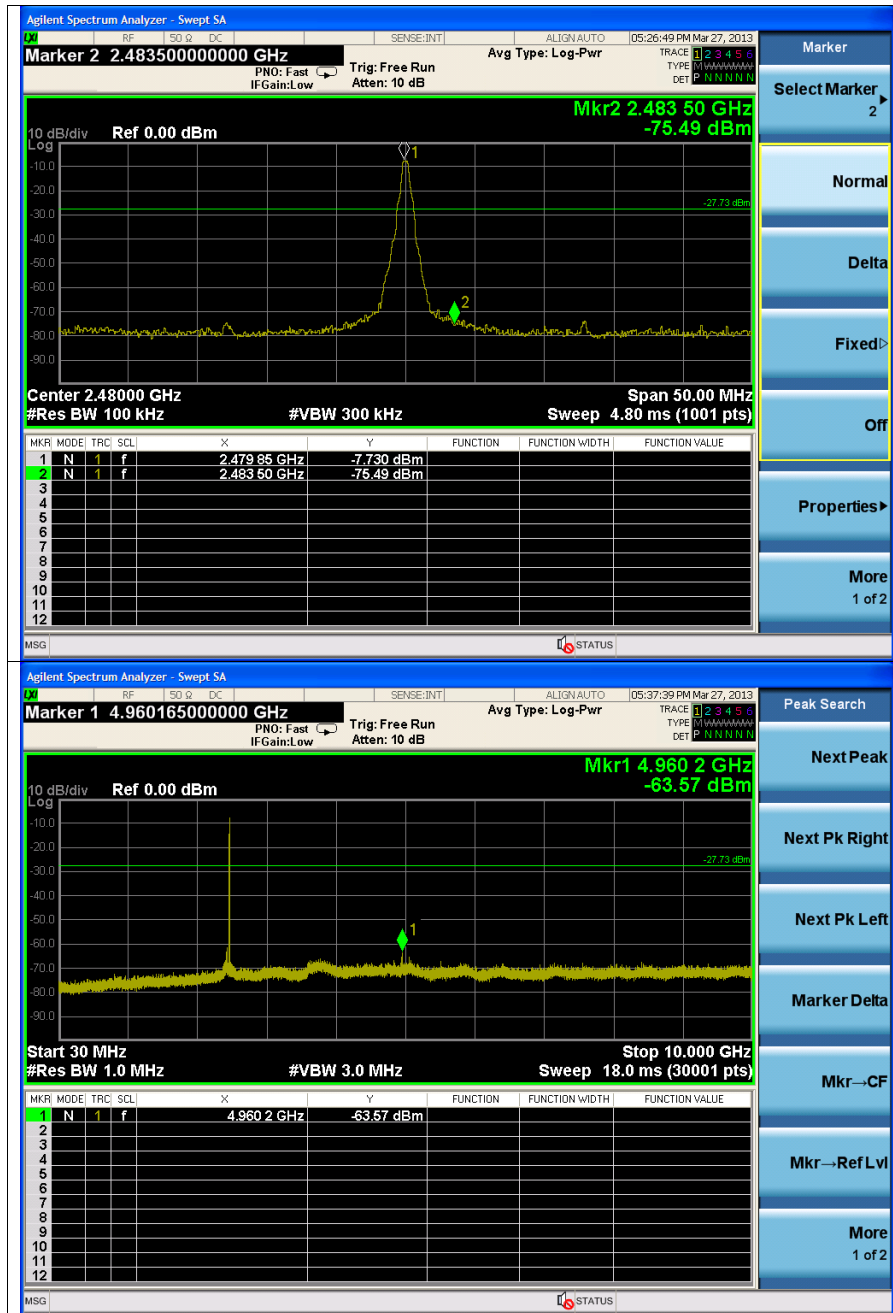 Agilent Spectrum Analyzer - Swept SA
LXI RF 50 Ω DC SENSE:INT ALIGN AUTO 05:26:49 PM Mar 27, 2013
Marker 2 2.483500000000 GHz
PNO: Fast
IFGain:Low
Trig: Free Run
Atten: 10 dB
Avg Type: Log-Pwr
TRACE 1 2 3 4 5 6
TYPE M WWWWW
DET P N N N N N
Mkr2 2.483 50 GHz
-75.49 dBm
10 dB/div Ref 0.00 dBm
Log
1
-10.0
-20.0
-27.73 dBm
-30.0
-40.0
-50.0
-60.0
2
-70.0
-80.0
-90.0
Center 2.48000 GHz Span 50.00 MHz
#Res BW 100 kHz #VBW 300 kHz Sweep 4.80 ms (1001 pts)
MKR MODE TRC SCL X Y FUNCTION FUNCTION WIDTH FUNCTION VALUE
1 N 1 f 2.479 85 GHz -7.730 dBm
2 N 1 f 2.483 50 GHz -75.49 dBm
3
4
5
6
7
8
9
10
11
12
MSG STATUS
Marker
Select Marker
2
Normal
Delta
Fixed
Off
Properties
More
1 of 2
Agilent Spectrum Analyzer - Swept SA
LXI RF 50 Ω DC SENSE:INT ALIGN AUTO 05:37:39 PM Mar 27, 2013
Marker 1 4.960165000000 GHz
PNO: Fast
IFGain:Low
Trig: Free Run
Atten: 10 dB
Avg Type: Log-Pwr
TRACE 1 2 3 4 5 6
TYPE M WWWWW
DET P N N N N N
Mkr1 4.960 2 GHz
-63.57 dBm
10 dB/div Ref 0.00 dBm
Log
-10.0
-20.0
-27.73 dBm
-30.0
-40.0
-50.0
1
-60.0
-70.0
-80.0
-90.0
Start 30 MHz Stop 10.000 GHz
#Res BW 1.0 MHz #VBW 3.0 MHz Sweep 18.0 ms (30001 pts)
MKR MODE TRC SCL X Y FUNCTION FUNCTION WIDTH FUNCTION VALUE
1 N 1 f 4.960 2 GHz -63.57 dBm
2
3
4
5
6
7
8
9
10
11
12
MSG STATUS
Peak Search
Next Peak
Next Pk Right
Next Pk Left
Marker Delta
Mkr→CF
Mkr→Ref Lvl
More
1 of 2